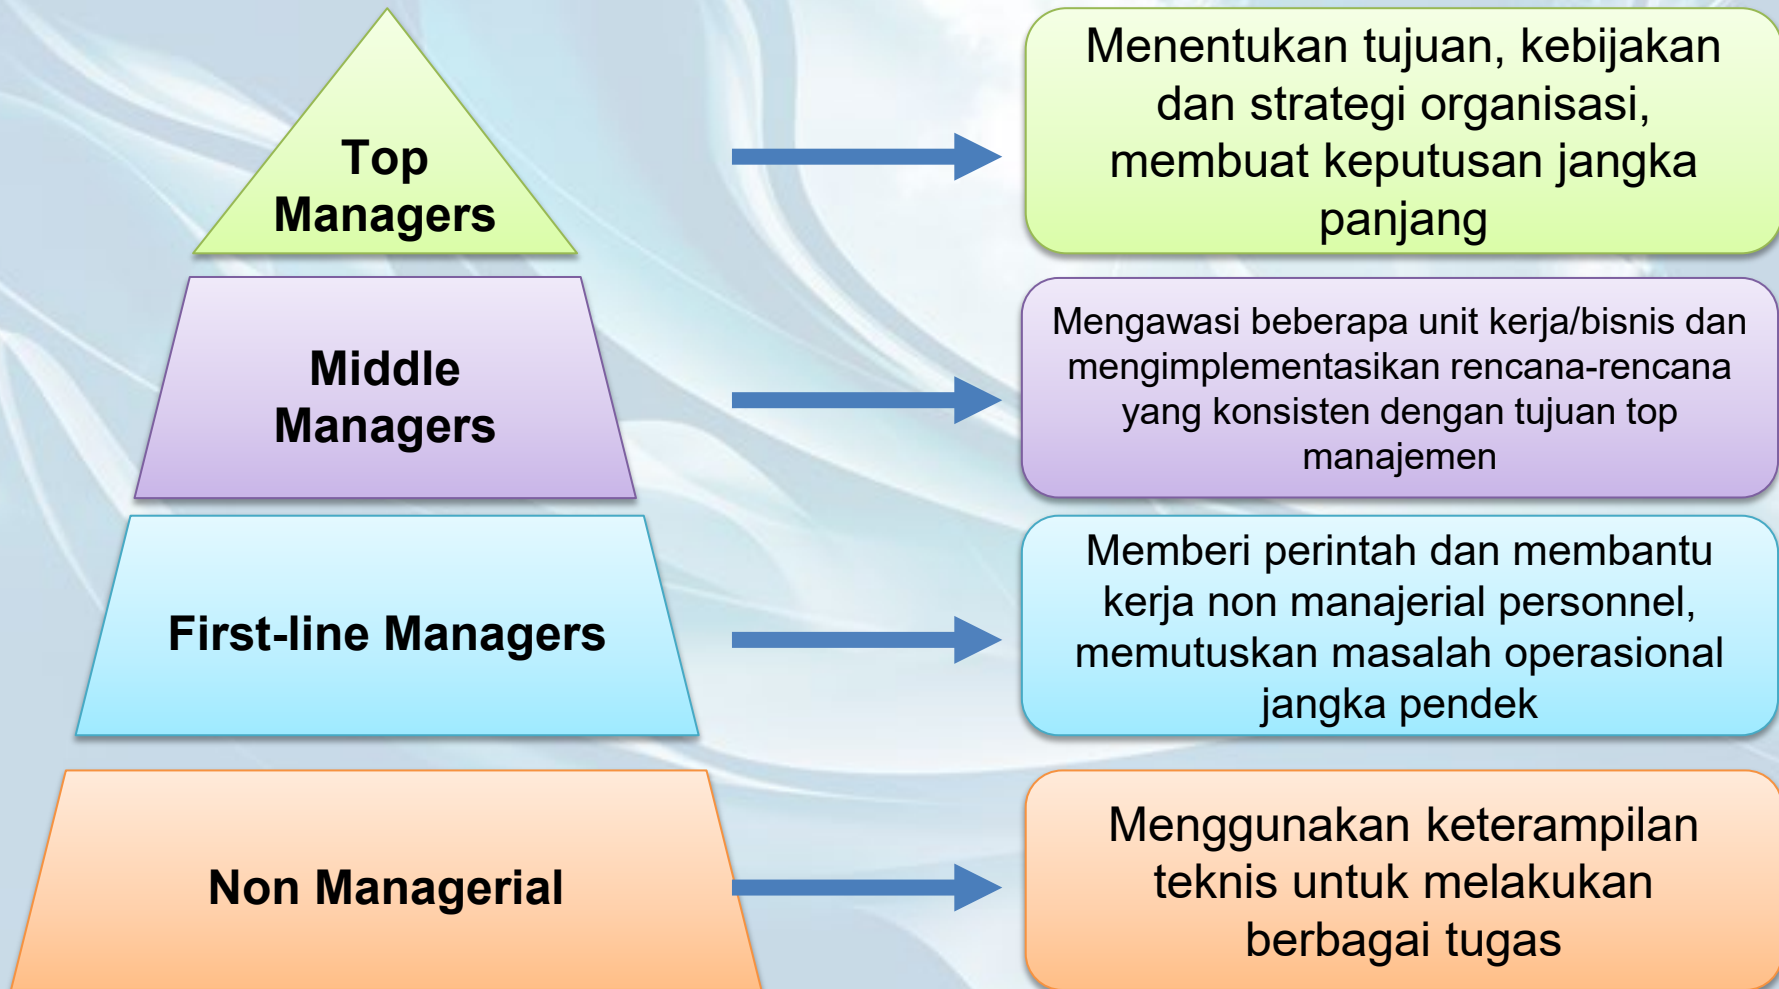 Top
Managers
Menentukan tujuan, kebijakan
dan strategi organisasi,
membuat keputusan jangka
panjang
Middle
Managers
Mengawasi beberapa unit kerja/bisnis dan
mengimplementasikan rencana-rencana
yang konsisten dengan tujuan top
manajemen
First-line Managers
Memberi perintah dan membantu
kerja non manajerial personnel,
memutuskan masalah operasional
jangka pendek
Non Managerial
Menggunakan keterampilan
teknis untuk melakukan
berbagai tugas